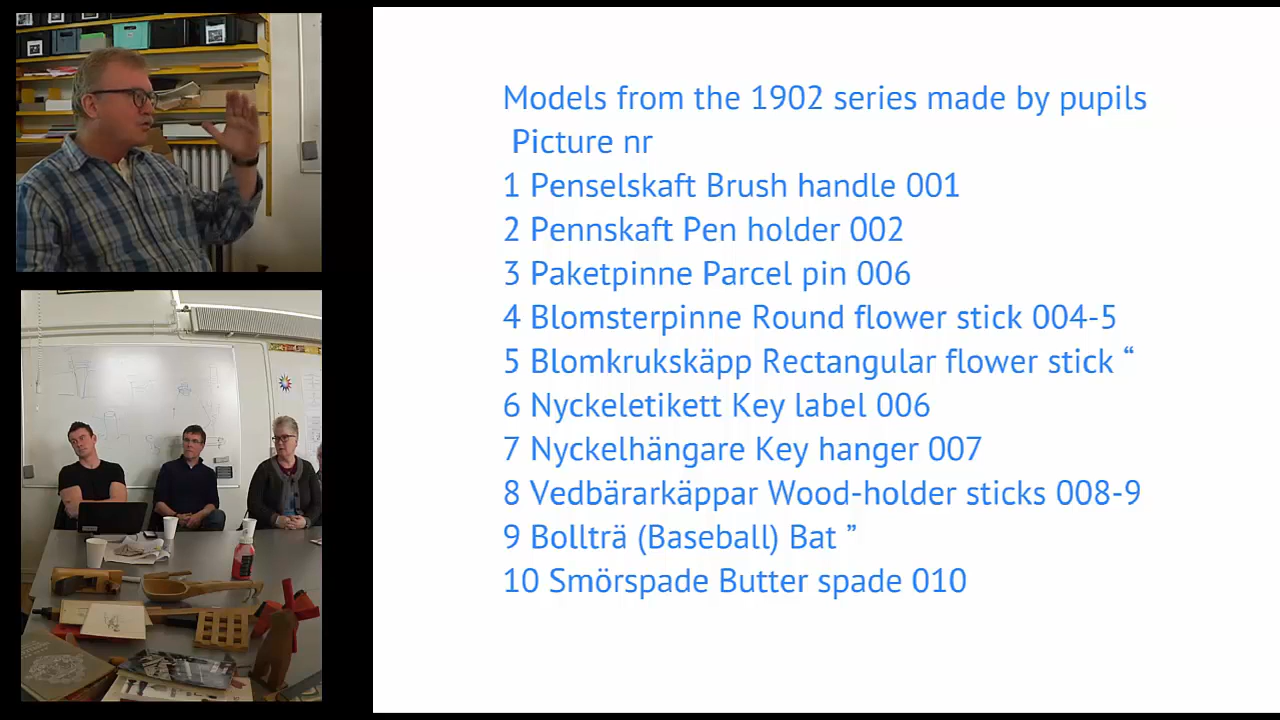 Models from the 1902 series made by pupils
Picture nr
1 Penselskaft Brush handle 001
2 Pennskaft Pen holder 002
3 Paketpinne Parcel pin 006
4 Blomsterpinne Round flower stick 004-5
5 Blomkrukskäpp Rectangular flower stick “
6 Nyckeletikett Key label 006
7 Nyckelhängare Key hanger 007
8 Vedbärarkäppar Wood-holder sticks 008-9
9 Bollträ (Baseball) Bat ”
10 Smörspade Butter spade 010